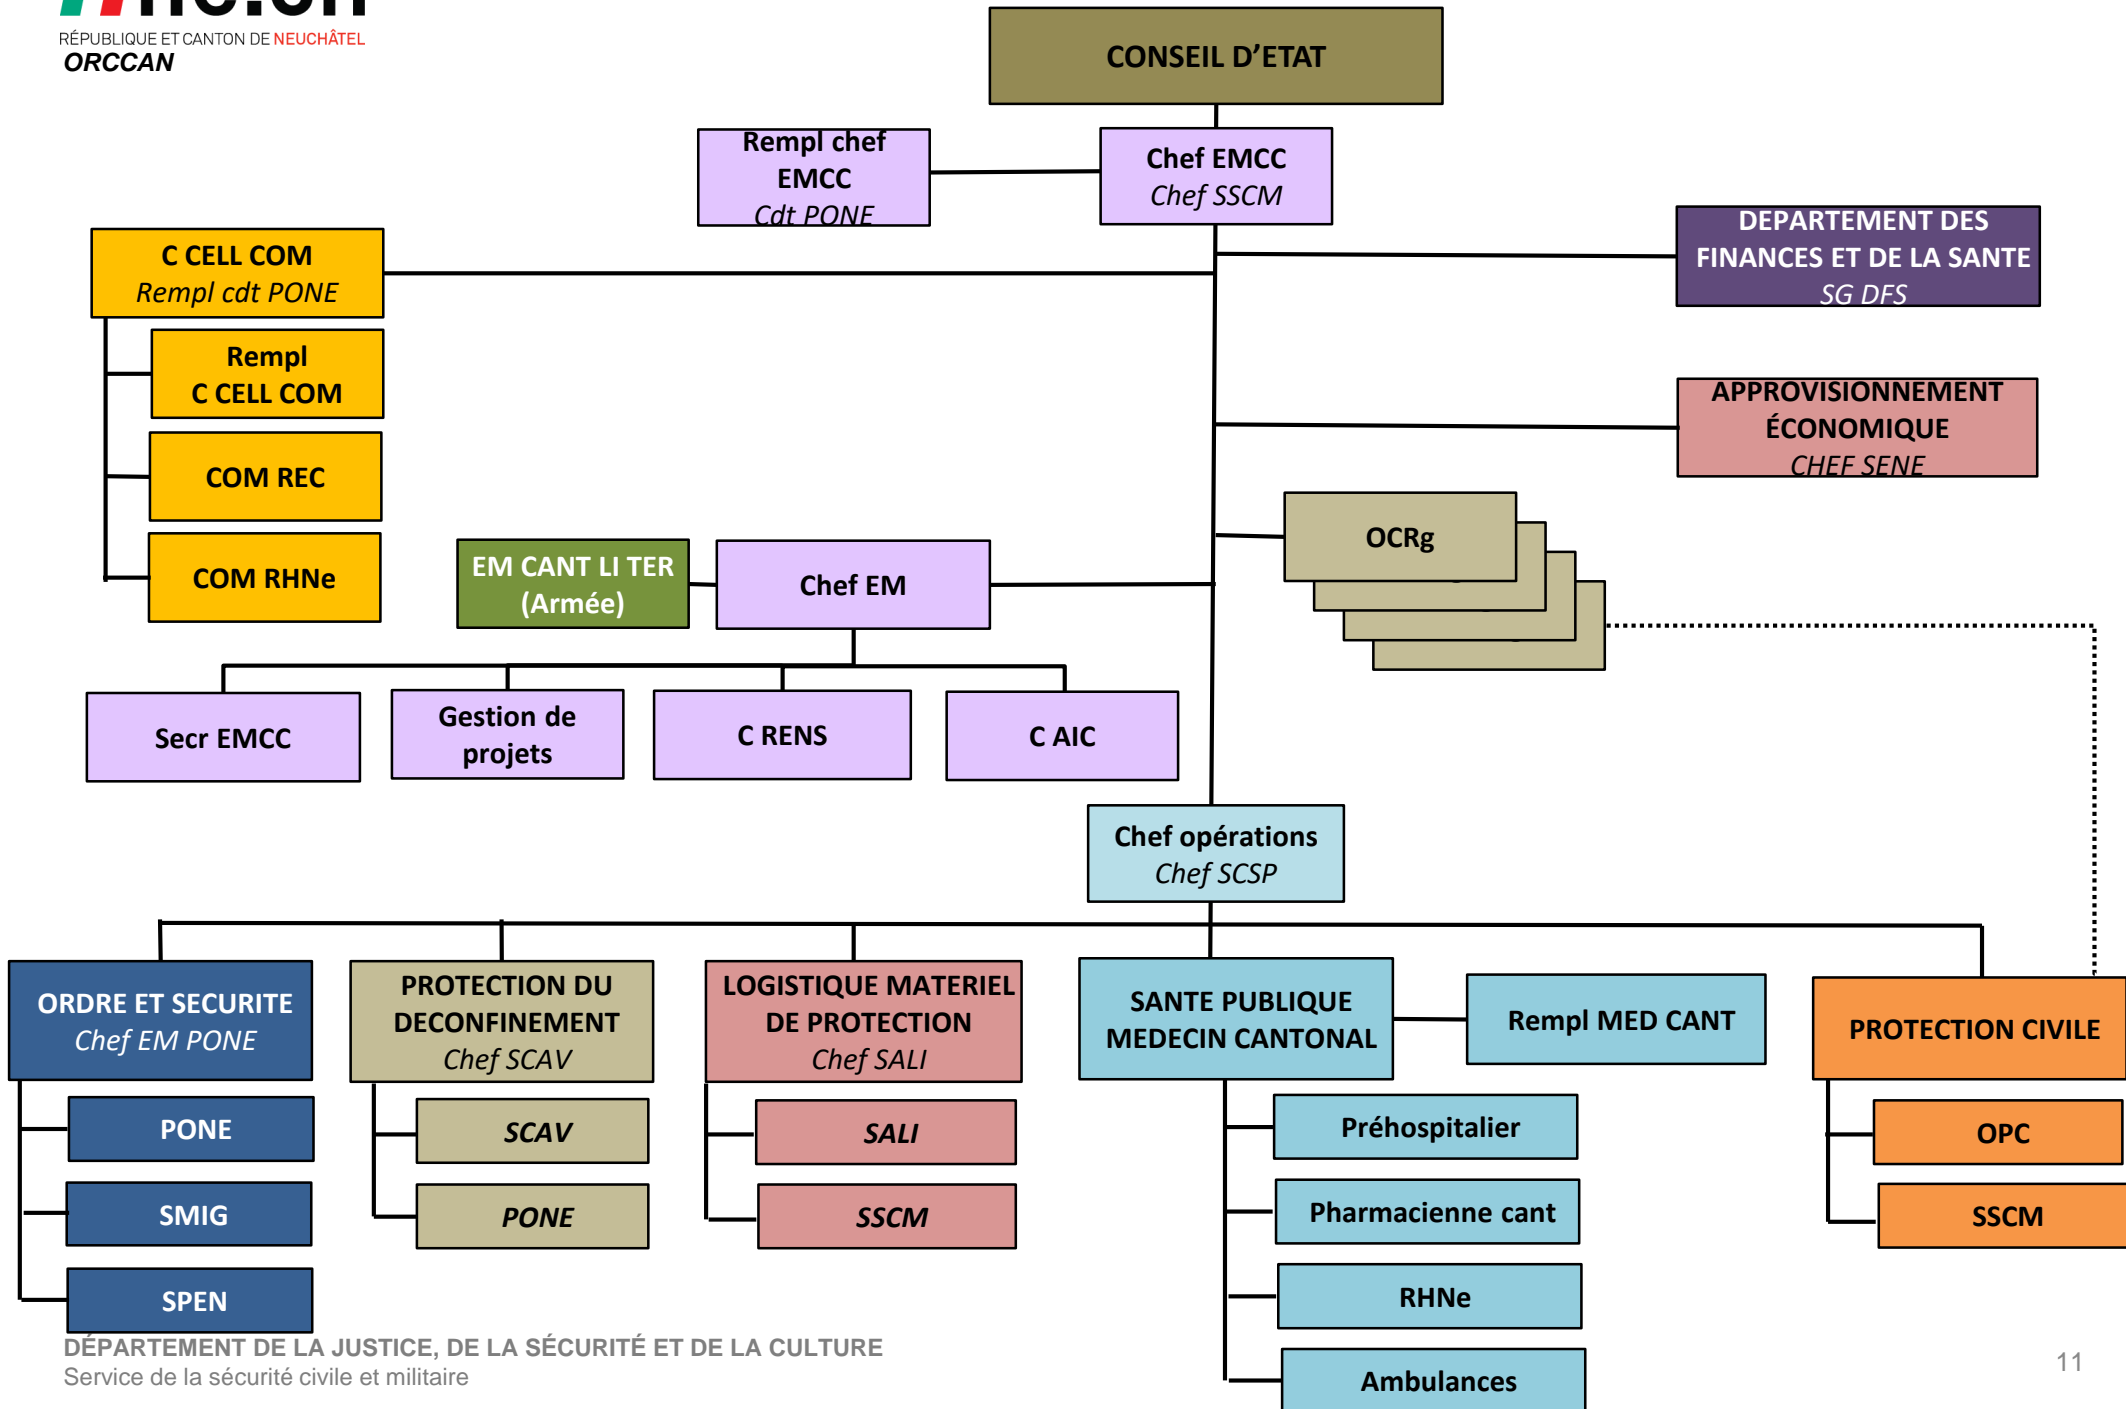 ne.ch
RÉPUBLIQUE ET CANTON DE NEUCHÂTEL
ORCCAN
CONSEIL D'ETAT
Rempl chef
EMCC
Cdt PONE
Chef EMCC
Chef SSCM
DEPARTEMENT DES
FINANCES ET DE LA SANTE
SG DFS
C CELL COM
Rempl cdt PONE
Rempl
C CELL COM
COM REC
COM RHNe
APPROVISIONNEMENT
ÉCONOMIQUE
CHEF SENE
OCRg
EM CANT LI TER
(Armée)
Chef EM
Secr EMCC
Gestion de
projets
C RENS
C AIC
Chef opérations
Chef SCSP
ORDRE ET SECURITE
Chef EM PONE
PONE
SMIG
SPEN
PROTECTION DU
DECONFINEMENT
Chef SCAV
SCAV
PONE
LOGISTIQUE MATERIEL
DE PROTECTION
Chef SALI
SALI
SSCM
SANTE PUBLIQUE
MEDECIN CANTONAL
Rempl MED CANT
Préhospitalier
Pharmacienne cant
RHNe
Ambulances
PROTECTION CIVILE
OPC
SSCM
DÉPARTEMENT DE LA JUSTICE, DE LA SÉCURITÉ ET DE LA CULTURE
Service de la sécurité civile et militaire
11